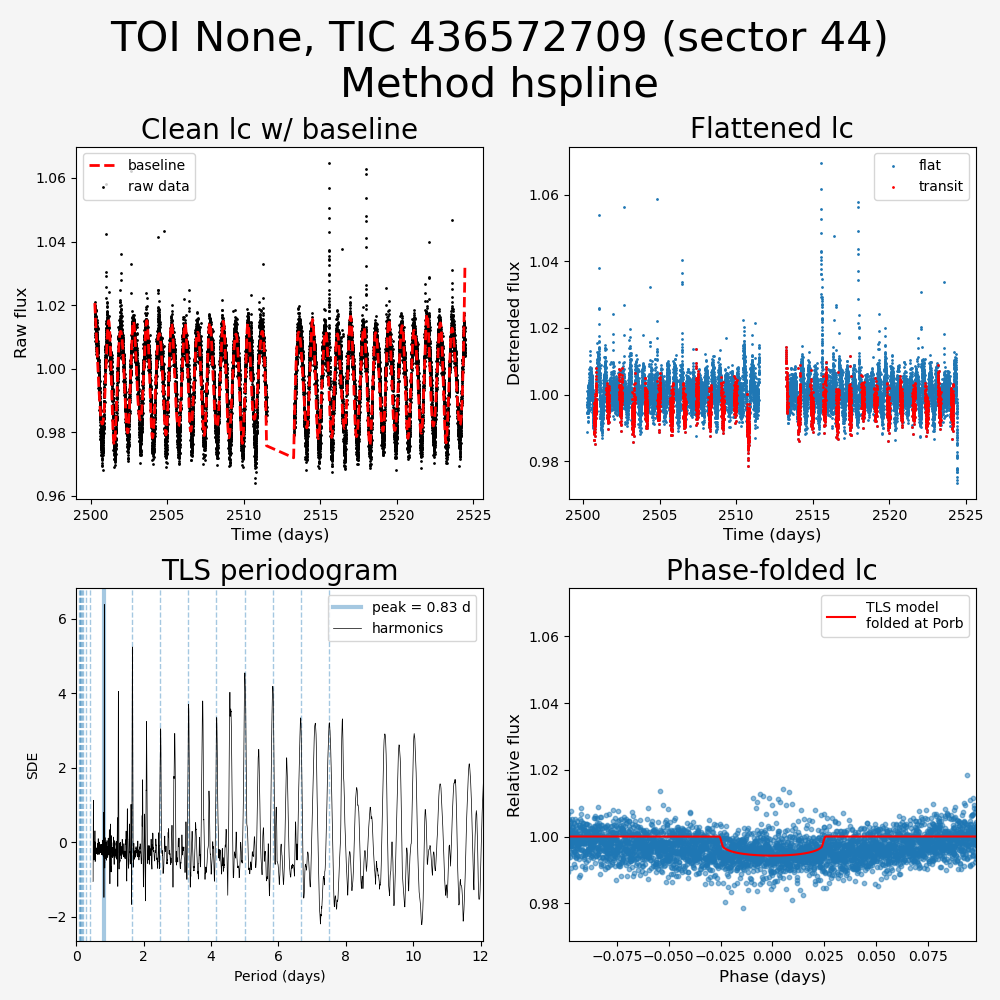 TOI None, TIC 436572709 (sector 44)
Method hspline
Clean lc w/ baseline
baseline
raw data
1.06
1.04
1.02
1.00
0.98
0.96
Raw flux
2500
2505
2510
2515
2520
2525
Time (days)
Flattened lc
flat
transit
1.06
1.04
1.02
1.00
0.98
Detrended flux
2500
2505
2510
2515
2520
2525
Time (days)
TLS periodogram
peak = 0.83 d
harmonics
6
4
2
0
−2
SDE
0
2
4
6
8
10
12
Period (days)
Phase-folded lc
TLS model
folded at Porb
1.06
1.04
1.02
1.00
0.98
Relative flux
−0.075
−0.050
−0.025
0.000
0.025
0.050
0.075
Phase (days)